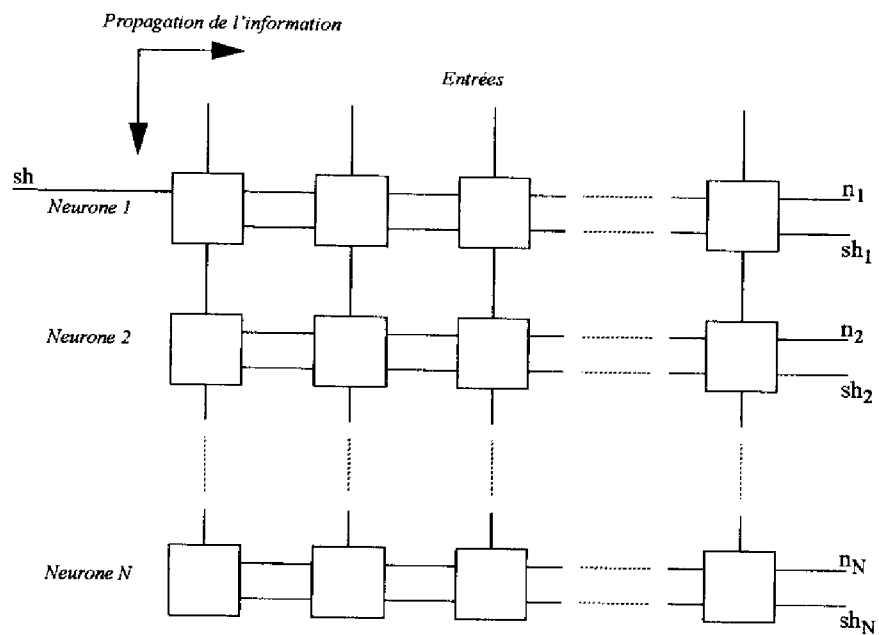 Propagation de l'information
Entrées
sh
Neurone 1
n1
sh1
Neurone 2
n2
sh2
Neurone N
nN
shN